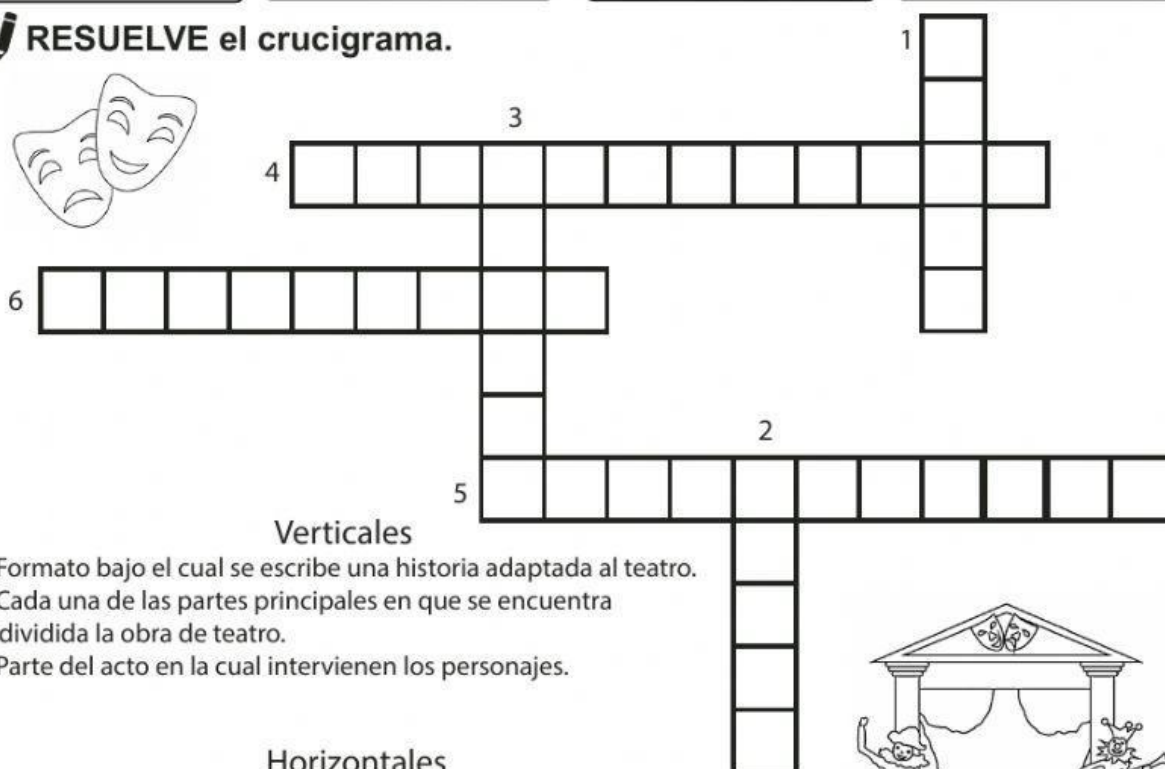 RESUELVE el crucigrama.
1
3
4
6
2
5
Verticales
Formato bajo el cual se escribe una historia adaptada al teatro.
Cada una de las partes principales en que se encuentra
dividida la obra de teatro.
Parte del acto en la cual intervienen los personajes.
Horizontales